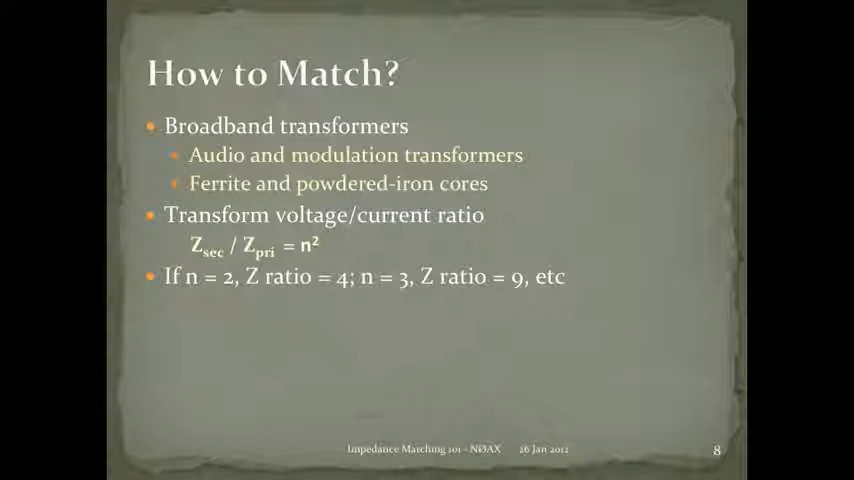 How to Match?
• Broadband transformers
• Audio and modulation transformers
• Ferrite and powdered-iron cores
• Transform voltage/current ratio
Zsec / Zpri = n²
• If n = 2, Z ratio = 4; n = 3, Z ratio = 9, etc
Impedance Matching 101 - NØAX 26 Jan 2012 8